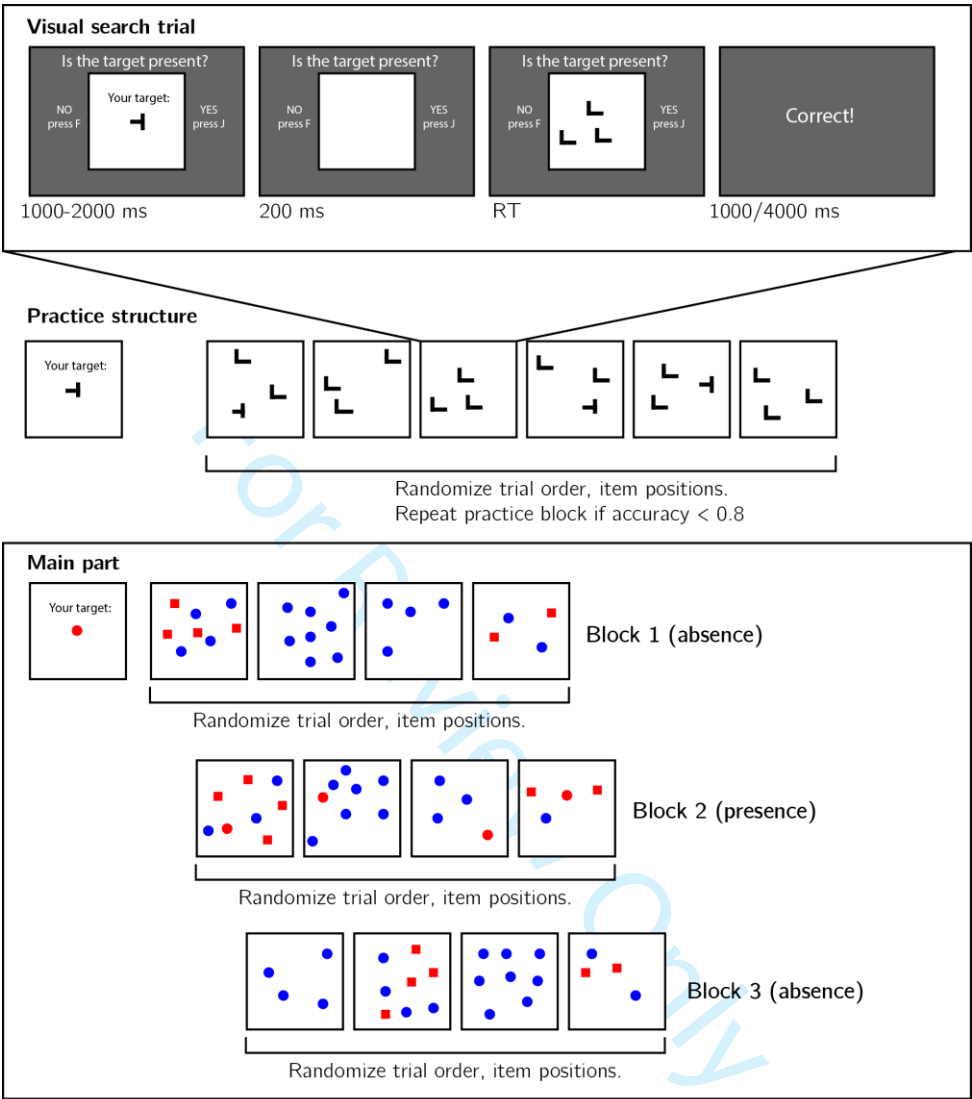 Visual search trial
Is the target present?
NO
press F
Your target:
YES
press J
1000-2000 ms
Is the target present?
NO
press F
YES
press J
200 ms
Is the target present?
NO
press F
YES
press J
RT
Correct!
1000/4000 ms
Practice structure
Your target:
Randomize trial order, item positions.
Repeat practice block if accuracy < 0.8
Main part
Your target:
Block 1 (absence)
Randomize trial order, item positions.
Block 2 (presence)
Randomize trial order, item positions.
Block 3 (absence)
Randomize trial order, item positions.
For Review Only